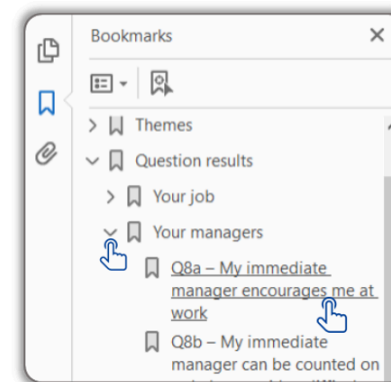 Bookmarks
Themes
Question results
Your job
Your managers
Q8a – My immediate
manager encourages me at
work
Q8b – My immediate
manager can be counted on